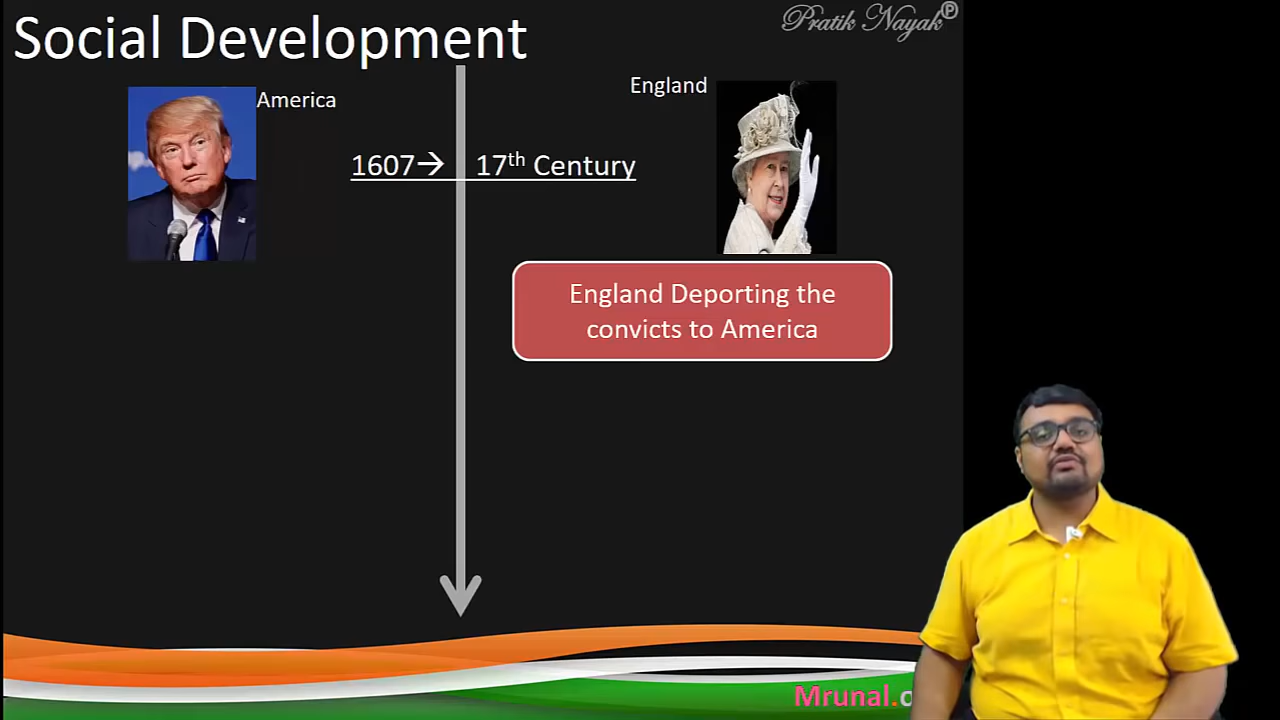 Social Development
Pratik Nayak℗
America
England
1607→ 17th Century
England Deporting the
convicts to America
Mrunal.o